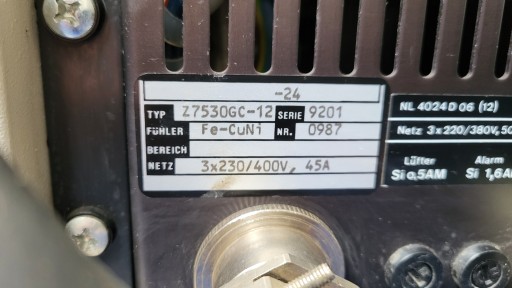 -24
TYP Z7530GC-12 SERIE 9201
FÜHLER Fe-CuNi NR. 0987
BEREICH
NETZ 3x230/400V, 45A
NL 4024 D 06 (12)
Netz 3x220/380V, 50
Lüfter Alarm
Si 0,5AM Si 1,6A